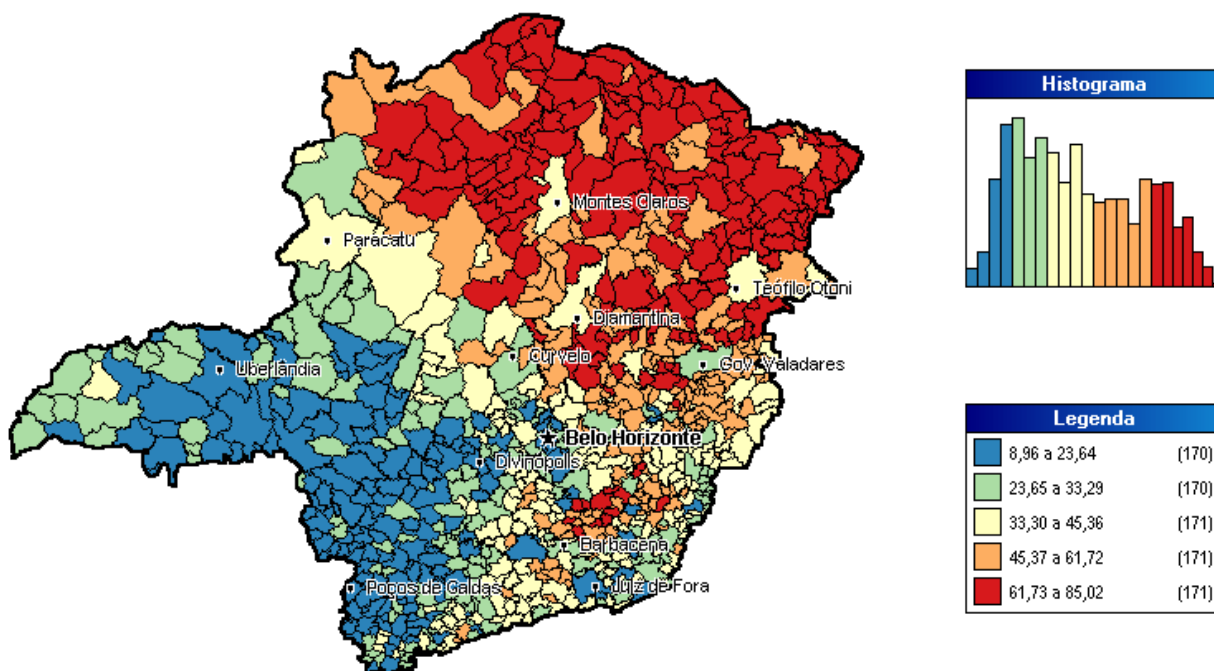 Histograma
Montes Claros
Paracatu
Teófilo Otoni
Diamantina
Curvelo
Gov. Valadares
Uberlândia
Belo Horizonte
Divinópolis
Barbacena
Poços de Caldas
Juiz de Fora
Legenda
8,96 a 23,64 (170)
23,65 a 33,29 (170)
33,30 a 45,36 (171)
45,37 a 61,72 (171)
61,73 a 85,02 (171)